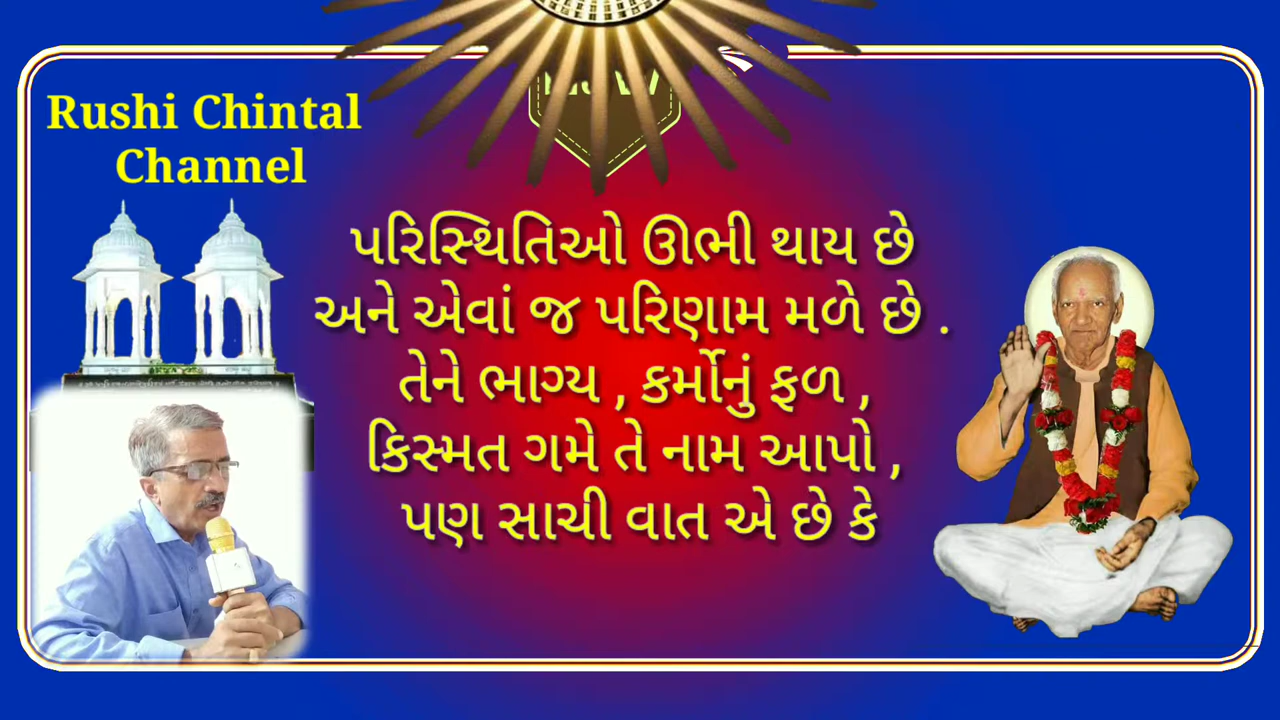 Rushi Chintal
Channel
પરિસ્થિતિઓ ઊભી થાય છે
અને એવાં જ પરિણામ મળે છે .
તેને ભાગ્ય , કર્મોનું ફળ ,
કિસ્મત ગમે તે નામ આપો ,
પણ સાચી વાત એ છે કે